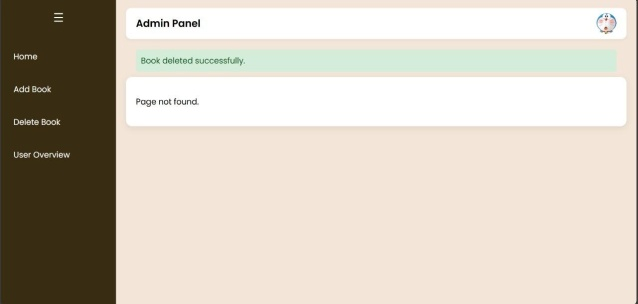 Admin Panel
Home
Add Book
Delete Book
User Overview
Book deleted successfully.
Page not found.